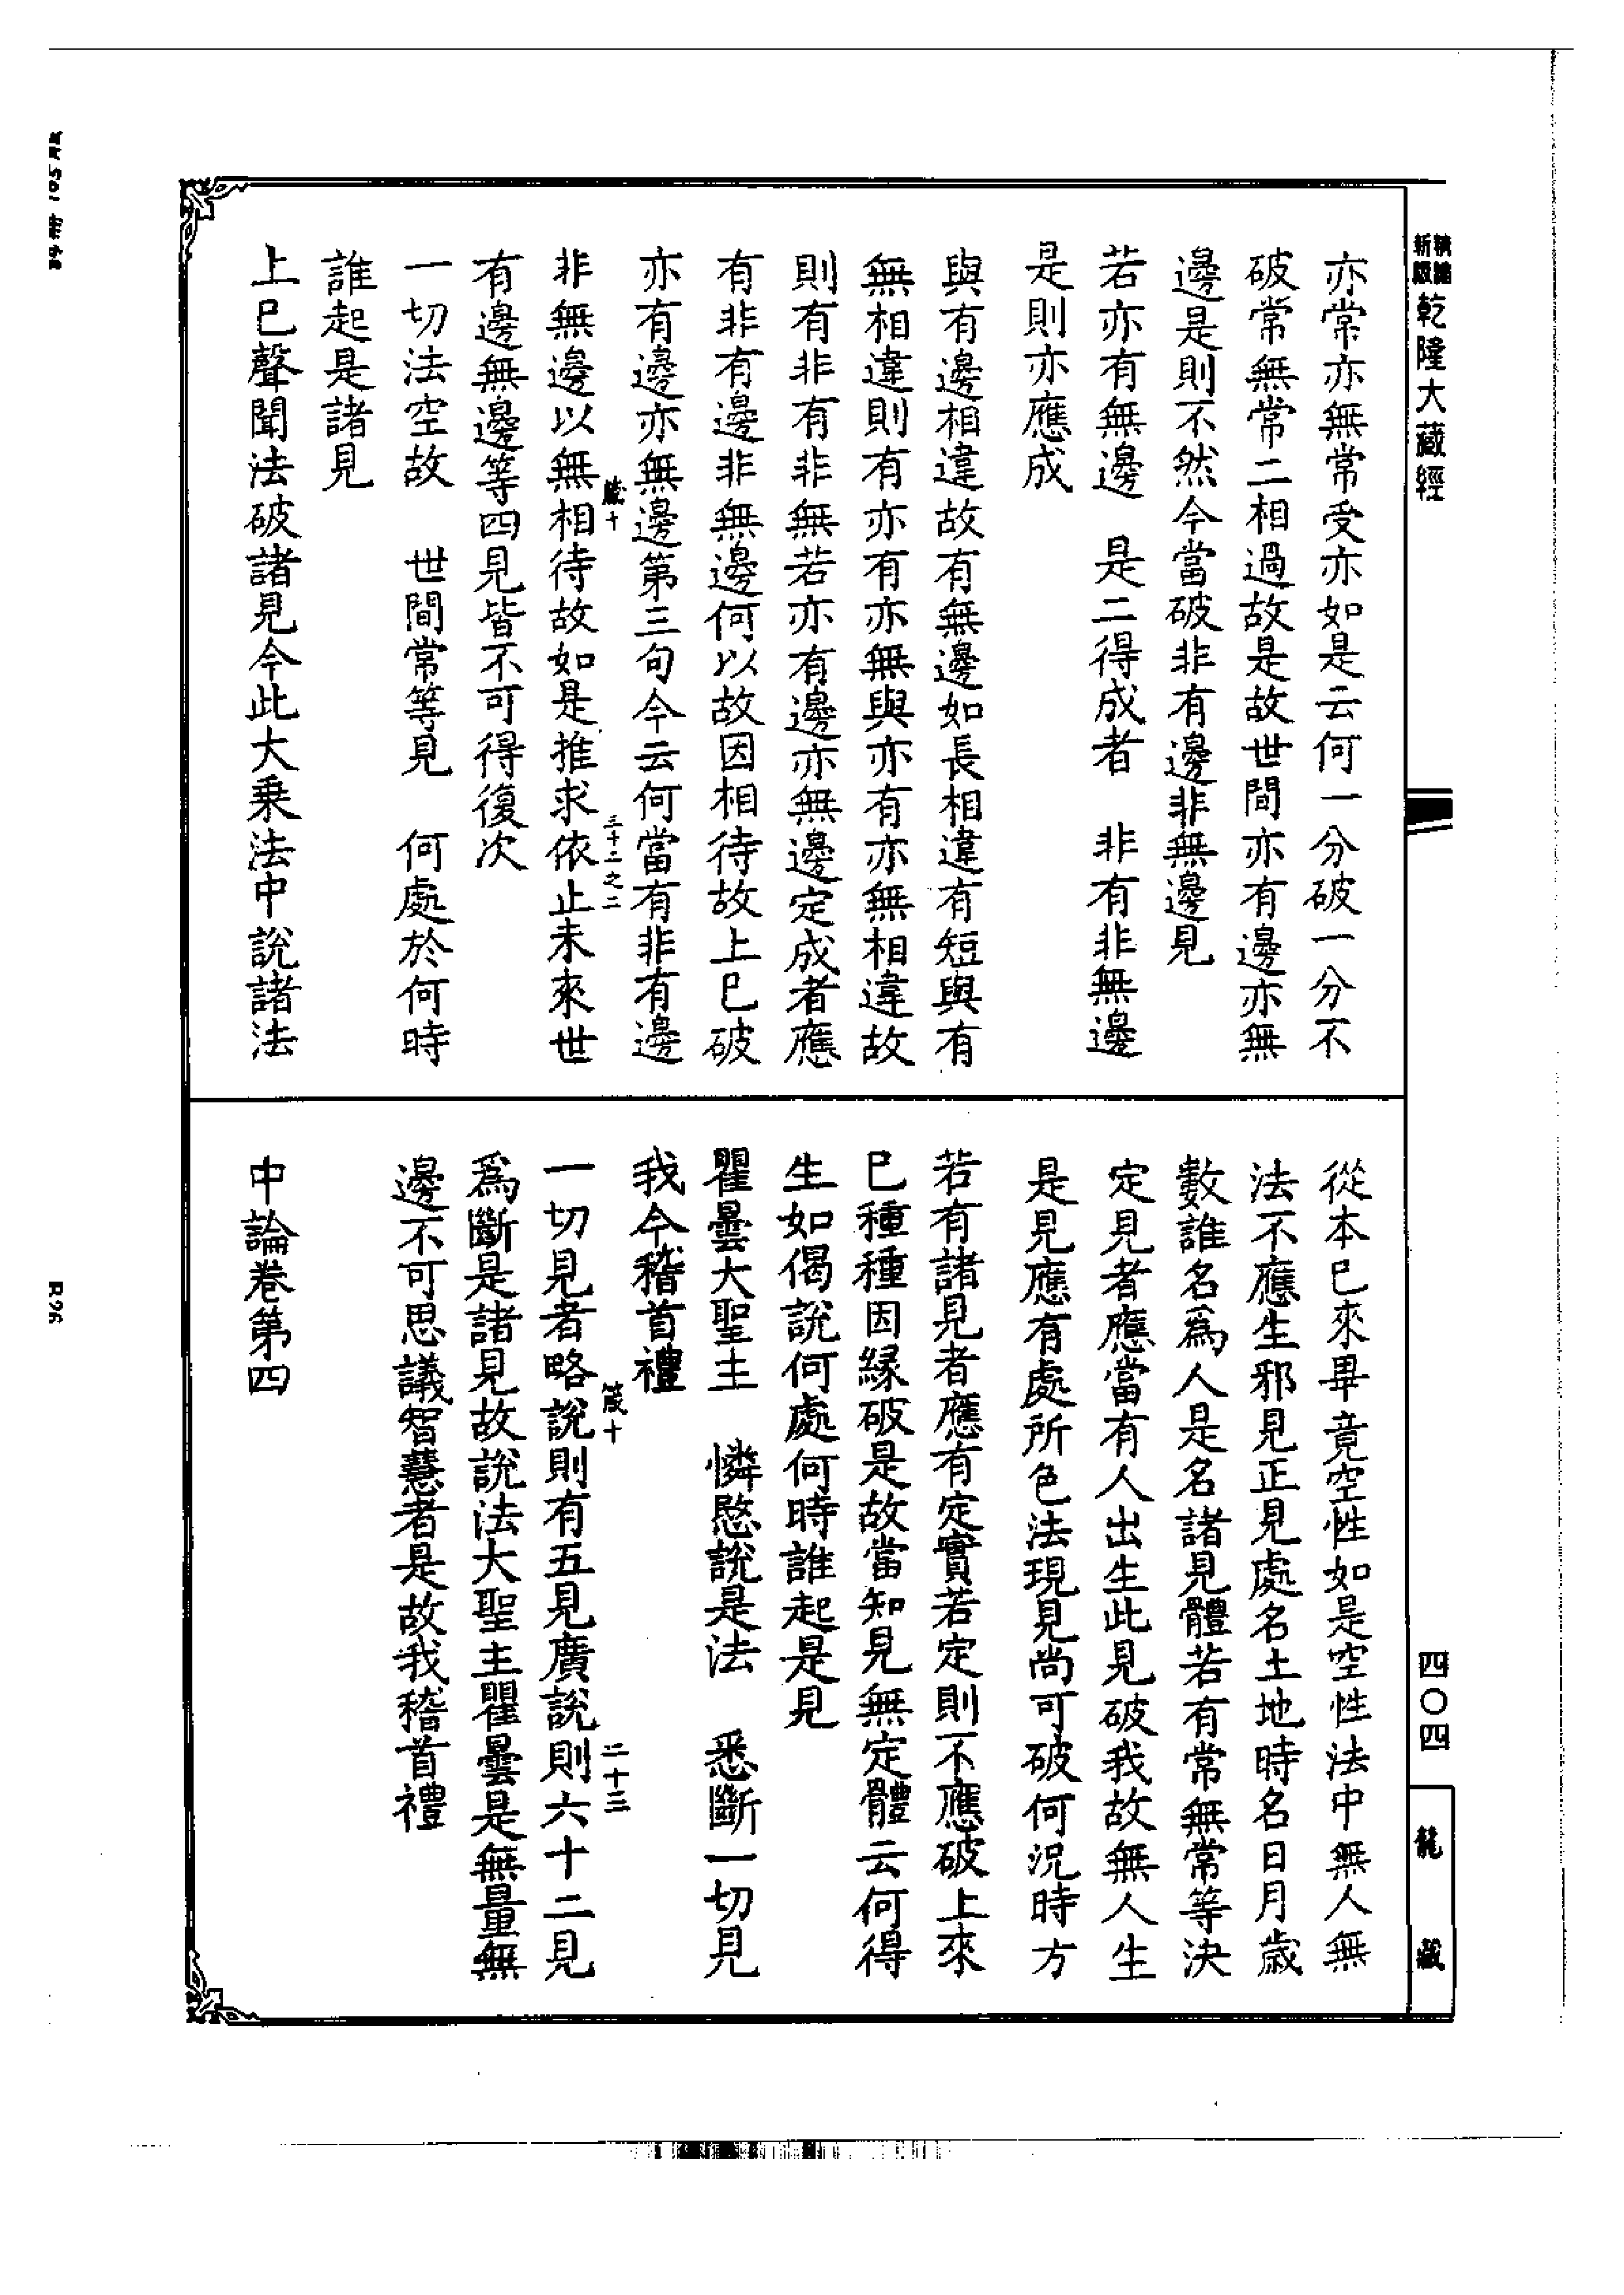 新版
精編
乾隆大藏經
亦常亦無常受亦如是云何一分破一分不
破常無常二相過故是故世間亦有邊亦無
邊是則不然今當破非有邊非無邊見
若亦有無邊　是二得成者　非有非無邊
是則亦應成
與有邊相違故有無邊如長相違有短與有
無相違則有亦有亦無與亦有亦無相違故
則有非有非無若亦有邊亦無邊定成者應
有非有邊非無邊何以故因相待故上已破
亦有邊亦無邊第三句今云何當有非有邊
非無邊以無相待故如是推求依止未來世
有邊無邊等四見皆不可得復次
一切法空故　世間常等見　何處於何時
誰起是諸見
上已聲聞法破諸見今此大乘法中說諸法
十
三十二之二
從本已來畢竟空性如是空性法中無人無
法不應生邪見正見處名土地時名日月歲
數誰名為人是名諸見體若有常無常等決
定見者應當有人出生此見破我故無人生
是見應有處所色法現見尚可破何況時方
若有諸見者應有定實若定則不應破上來
已種種因緣破是故當知見無定體云何得
生如偈說何處何時誰起是見
瞿曇大聖主　憐愍說是法　悉斷一切見
我今稽首禮
一切見者略說則有五見廣說則六十二見
為斷是諸見故說法大聖主瞿曇是無量無
邊不可思議智慧者是故我稽首禮
中論卷第四
十
二十三
四〇四
龍藏